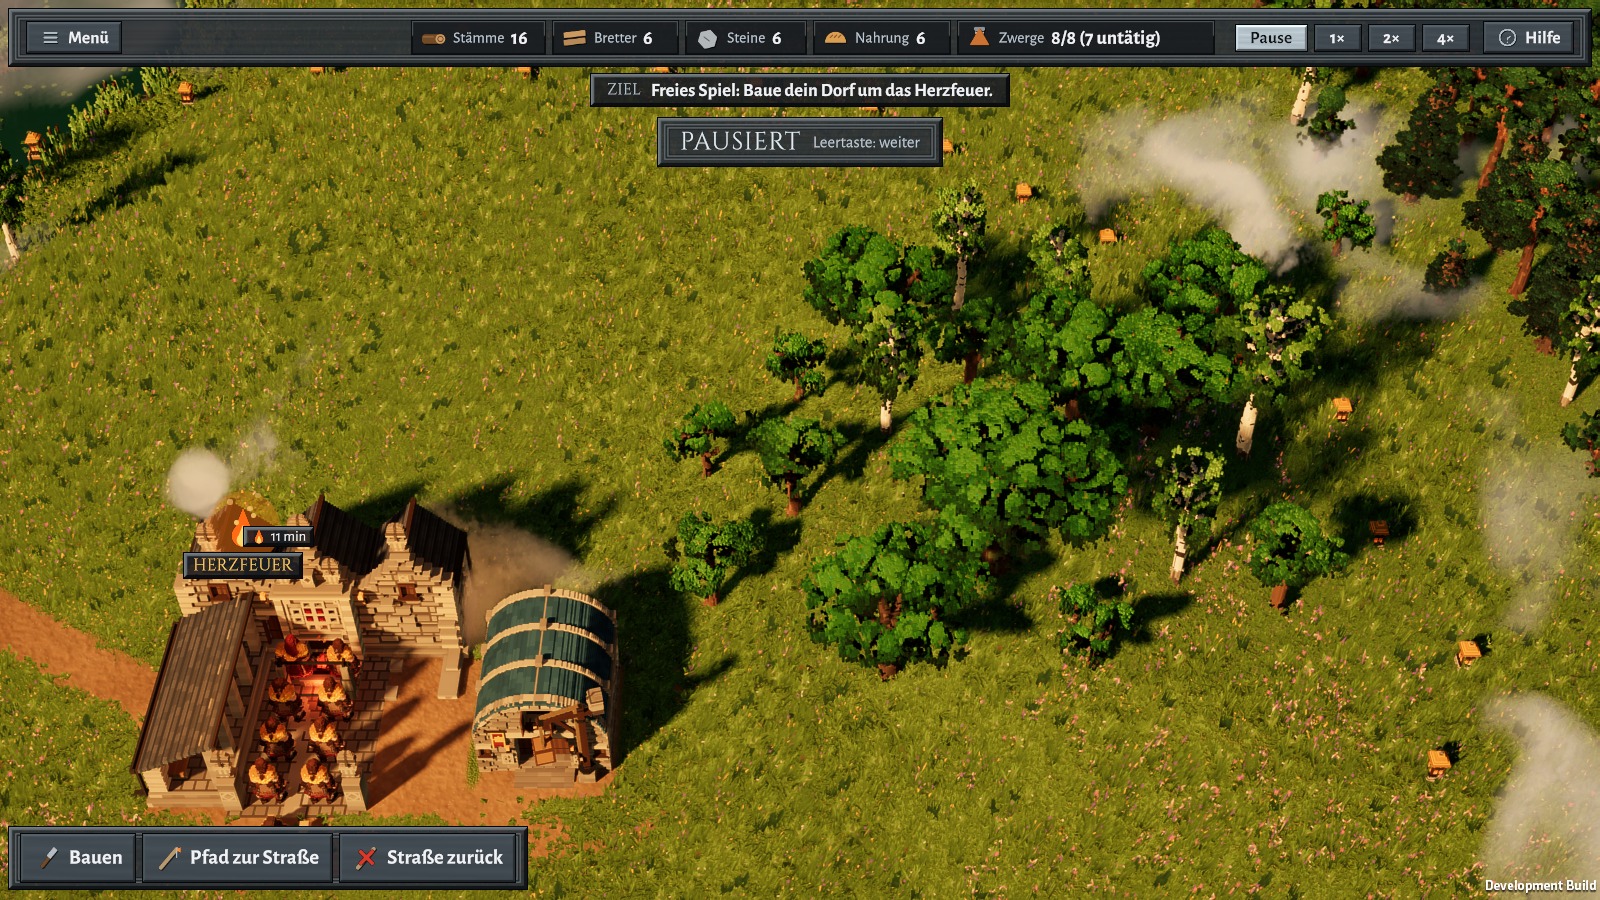 Menü
Stämme 16
Bretter 6
Steine 6
Nahrung 6
Zwerge 8/8 (7 untätig)
Pause
1×
2×
4×
Hilfe
ZIEL Freies Spiel: Baue dein Dorf um das Herzfeuer.
PAUSIERT Leertaste: weiter
11 min
HERZFEUER
Bauen
Pfad zur Straße
Straße zurück
Development Build